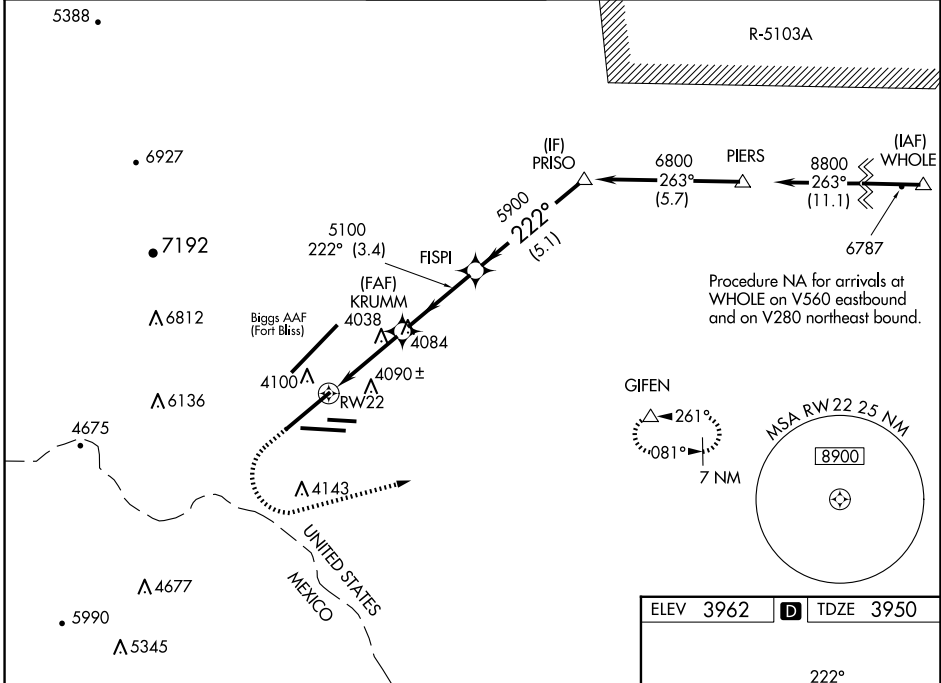 5388
R-5103A
6927
(IF)
PRISO
6800
263°
(5.7)
PIERS
8800
263°
(11.1)
(IAF)
WHOLE
6787
5900
222°
(5.1)
5100
222° (3.4)
FISPI
7192
(FAF)
KRUMM
Procedure NA for arrivals at
WHOLE on V560 eastbound
and on V280 northeast bound.
6812
Biggs AAF
(Fort Bliss)
4038
4084
4100
4090±
RW22
6136
4675
GIFEN
261°
081°
7 NM
MSA RW 22 25 NM
8900
4143
UNITED STATES
MEXICO
4677
5990
5345
ELEV 3962 D TDZE 3950
222°